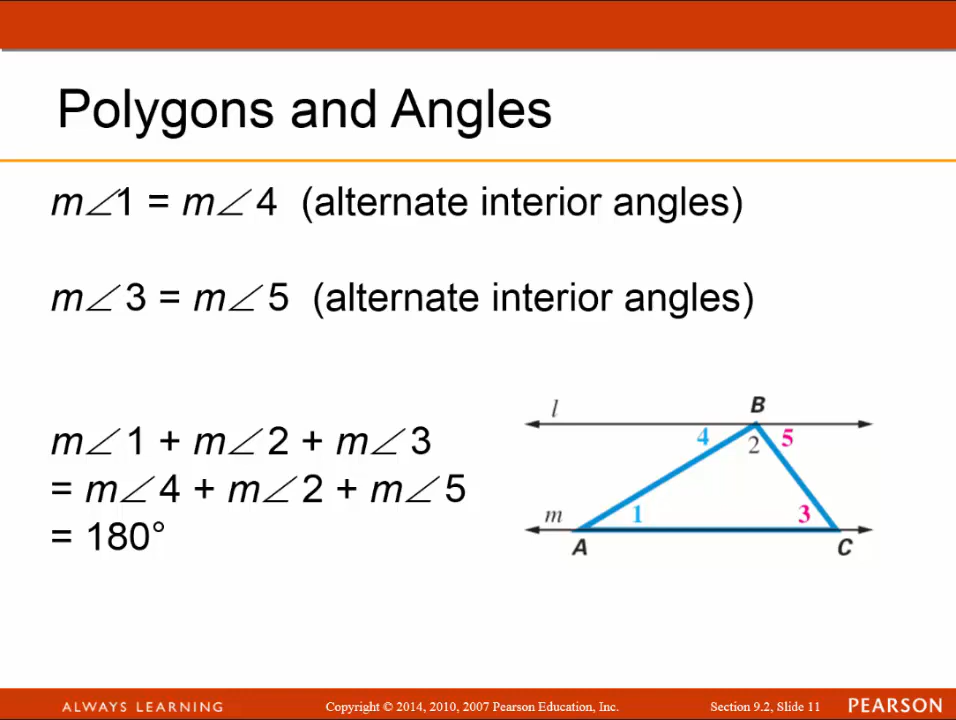 Polygons and Angles
m∠1 = m∠ 4  (alternate interior angles)
m∠ 3 = m∠ 5  (alternate interior angles)
m∠ 1 + m∠ 2 + m∠ 3
= m∠ 4 + m∠ 2 + m∠ 5
= 180°
l
B
4
2
5
m
1
3
A
C
ALWAYS LEARNING
Copyright © 2014, 2010, 2007 Pearson Education, Inc.
Section 9.2, Slide 11
PEARSON